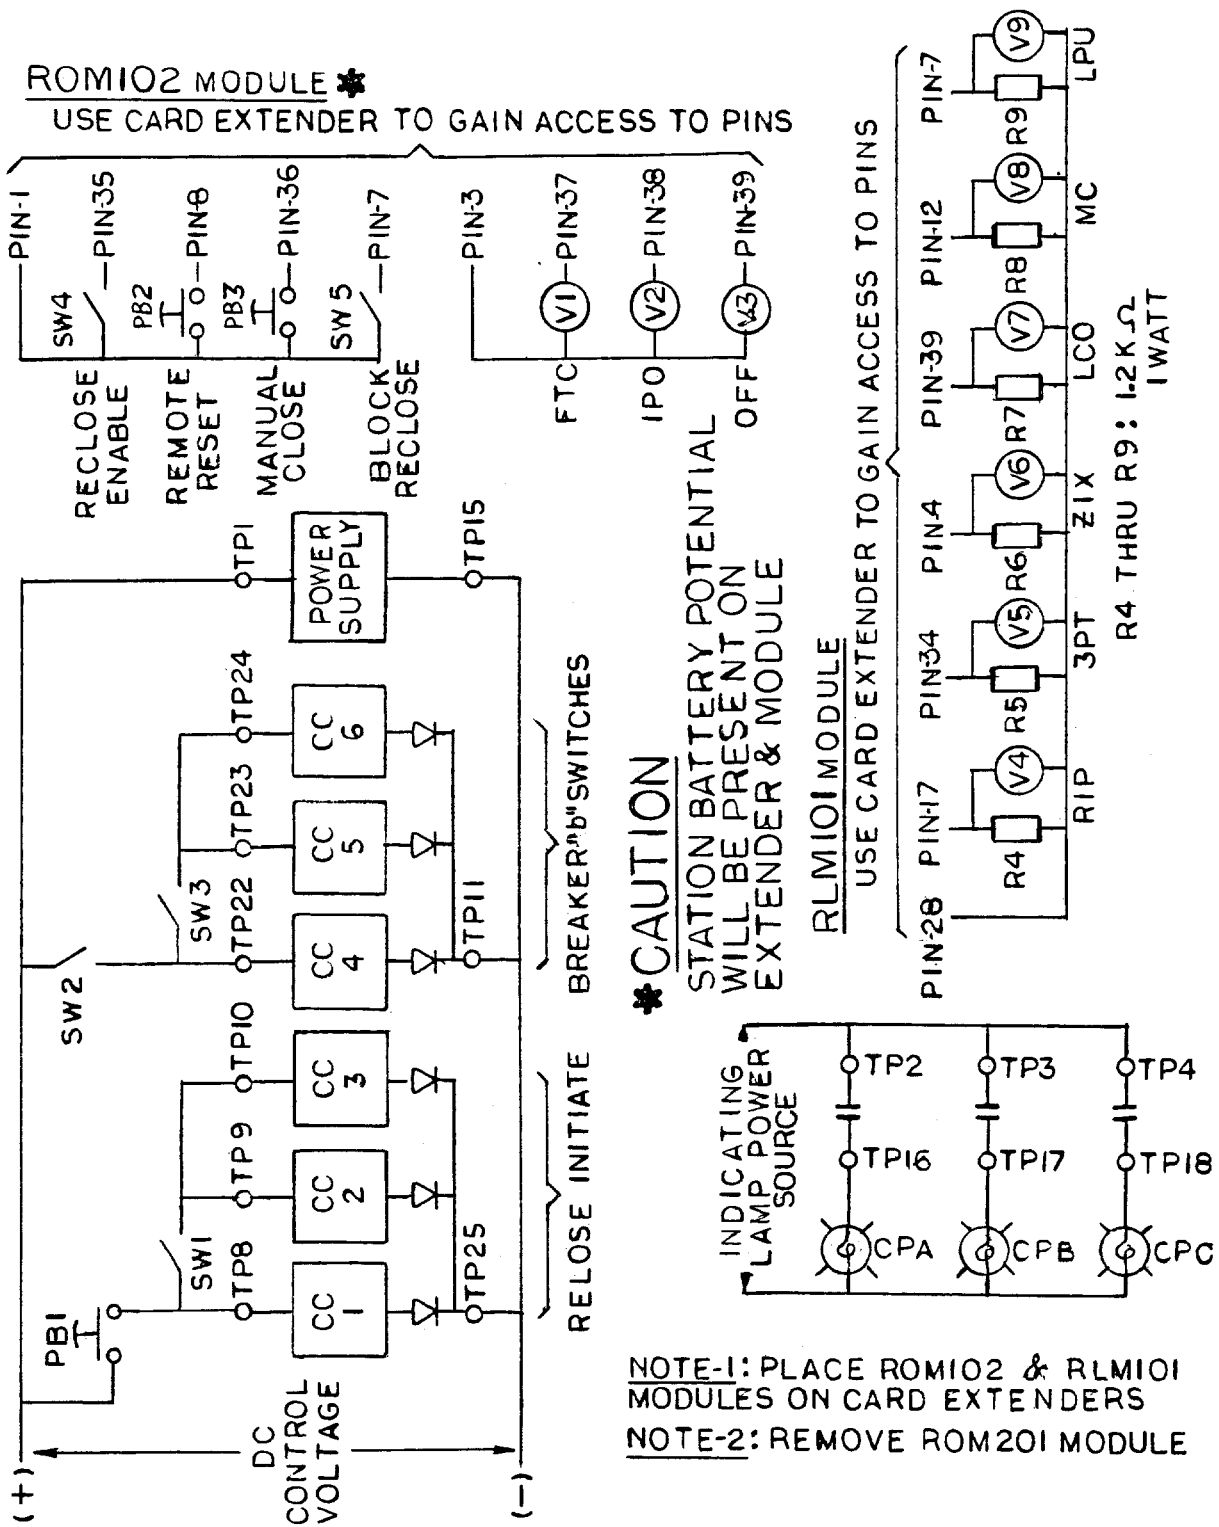 ROM102 MODULE *
USE CARD EXTENDER TO GAIN ACCESS TO PINS
PIN-1
SW4
PIN-35
PB2
PIN-8
PB3
PIN-36
SW5
PIN-7
PIN-3
V1
PIN-37
V2
PIN-38
V3
PIN-39
RECLOSE
ENABLE
REMOTE
RESET
MANUAL
CLOSE
BLOCK
RECLOSE
FTC
IPO
OFF
(+)
DC
CONTROL
VOLTAGE
(-)
PB1
SW1
TP8
TP9
TP10
SW2
SW3
TP22
TP23
TP24
TP1
CC
1
CC
2
CC
3
CC
4
CC
5
CC
6
POWER
SUPPLY
TP25
TP11
TP15
RELOSE INITIATE
BREAKER "b" SWITCHES
*CAUTION
STATION BATTERY POTENTIAL
WILL BE PRESENT ON
EXTENDER & MODULE
RLM101 MODULE
USE CARD EXTENDER TO GAIN ACCESS TO PINS
PIN-28
PIN-17
PIN-34
PIN-4
PIN-39
PIN-12
PIN-7
R4
V4
R5
V5
R6
V6
R7
V7
R8
V8
R9
V9
RIP
3PT
ZIX
LCO
MC
LPU
R4 THRU R9: 1.2K Ω
1WATT
INDICATING
LAMP POWER
SOURCE
TP2
TP3
TP4
TP16
TP17
TP18
CPA
CPB
CPC
NOTE-1: PLACE ROM102 & RLM101
MODULES ON CARD EXTENDERS
NOTE-2: REMOVE ROM201 MODULE